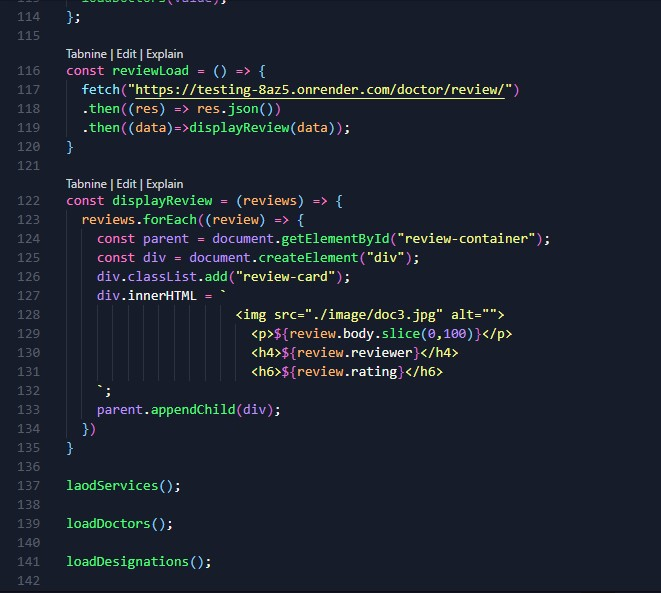 113 loadDoctors(value);
114 };
115
Tabnine | Edit | Explain
116 const reviewLoad = () => {
117 fetch("https://testing-8az5.onrender.com/doctor/review/")
118 .then((res) => res.json())
119 .then((data)=>displayReview(data));
120 }
121
Tabnine | Edit | Explain
122 const displayReview = (reviews) => {
123 reviews.forEach((review) => {
124 const parent = document.getElementById("review-container");
125 const div = document.createElement("div");
126 div.classList.add("review-card");
127 div.innerHTML = `
128 <img src="./image/doc3.jpg" alt="">
129 <p>${review.body.slice(0,100)}</p>
130 <h4>${review.reviewer}</h4>
131 <h6>${review.rating}</h6>
132 `;
133 parent.appendChild(div);
134 })
135 }
136
137 laodServices();
138
139 loadDoctors();
140
141 loadDesignations();
142